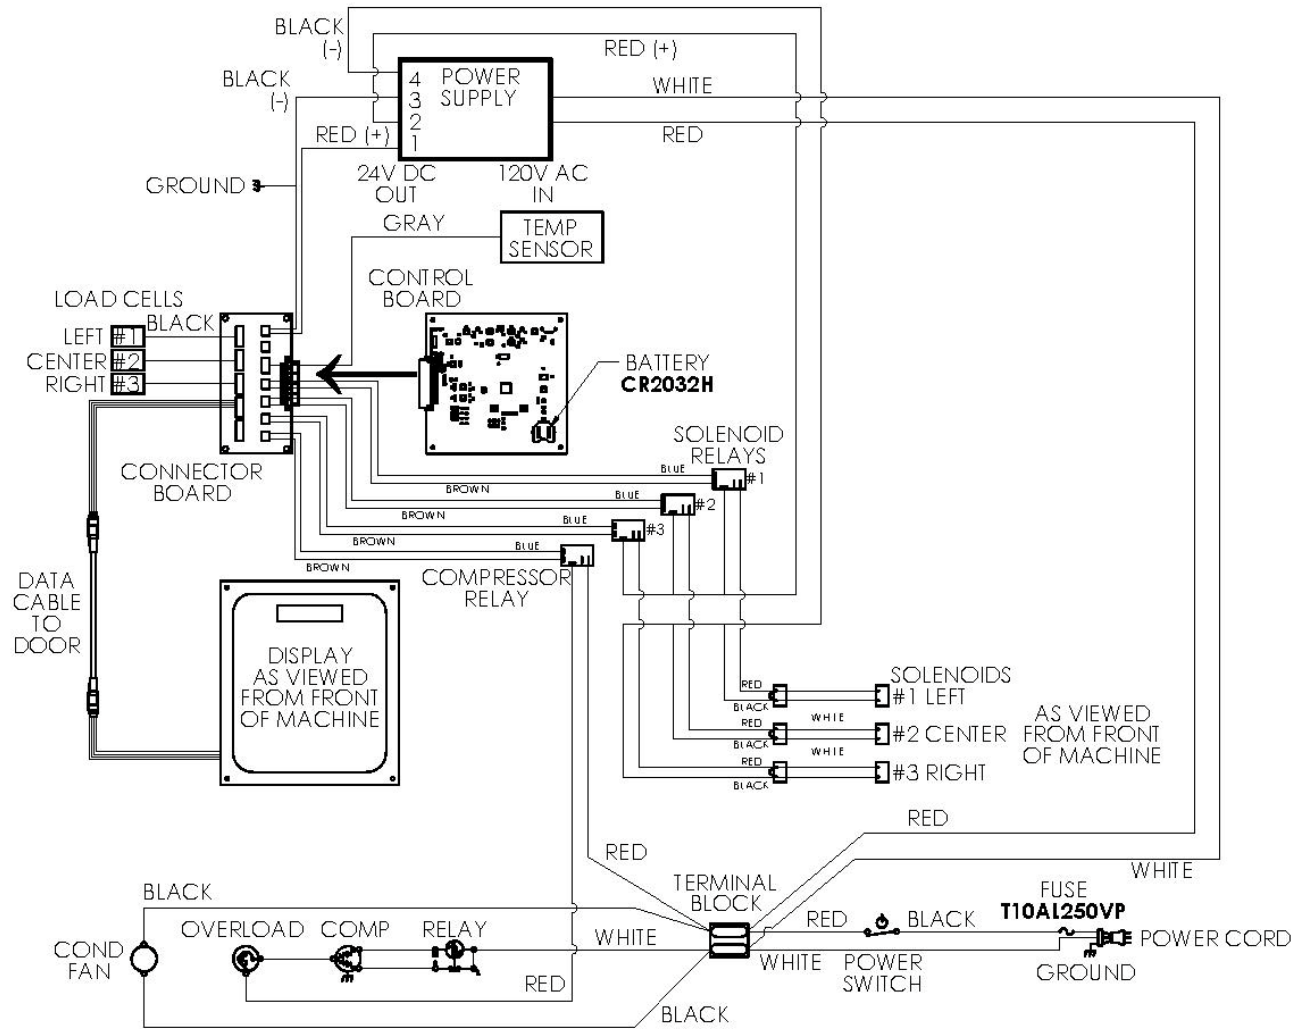 BLACK
(-)
RED (+)
BLACK
(-)
4
3
2
1
POWER
SUPPLY
WHITE
RED
RED (+)
24V DC
OUT
120V AC
IN
GROUND
GRAY
TEMP
SENSOR
CONTROL
BOARD
LOAD CELLS
BLACK
LEFT #1
CENTER #2
RIGHT #3
BATTERY
CR2032H
SOLENOID
RELAYS
CONNECTOR
BOARD
BLUE
#1
BROWN
BLUE
#2
BROWN
BLUE
#3
BROWN
BLUE
BROWN
COMPRESSOR
RELAY
DATA
CABLE
TO
DOOR
DISPLAY
AS VIEWED
FROM FRONT
OF MACHINE
SOLENOIDS
RED
#1 LEFT
BLACK
WHIE
RED
#2 CENTER
BLACK
WHIE
RED
#3 RIGHT
BLACK
AS VIEWED
FROM FRONT
OF MACHINE
RED
RED
WHITE
TERMINAL
BLOCK
BLACK
FUSE
T10AL250VP
RED
BLACK
OVERLOAD
COMP
RELAY
WHITE
POWER CORD
COND
FAN
WHITE
POWER
SWITCH
GROUND
RED
BLACK